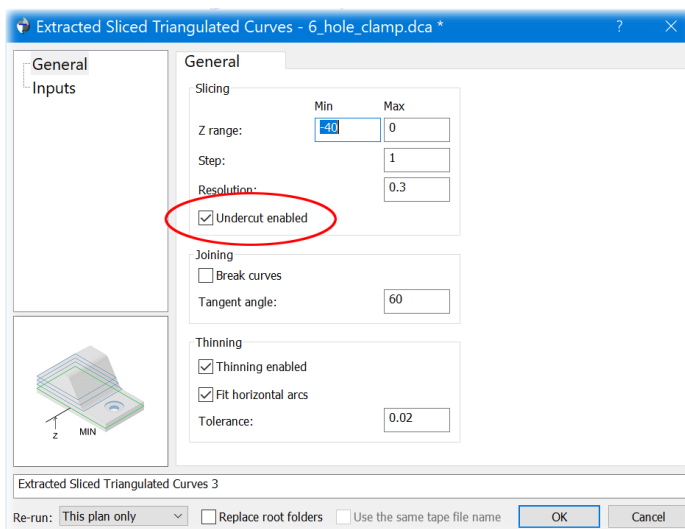 Extracted Sliced Triangulated Curves - 6_hole_clamp.dca *
General
Inputs
General
Slicing
Min Max
Z range: -40 0
Step: 1
Resolution: 0.3
Undercut enabled
Joining
Break curves
Tangent angle: 60
Thinning
Thinning enabled
Fit horizontal arcs
Tolerance: 0.02
Z MIN
Extracted Sliced Triangulated Curves 3
Re-run: This plan only Replace root folders Use the same tape file name OK Cancel